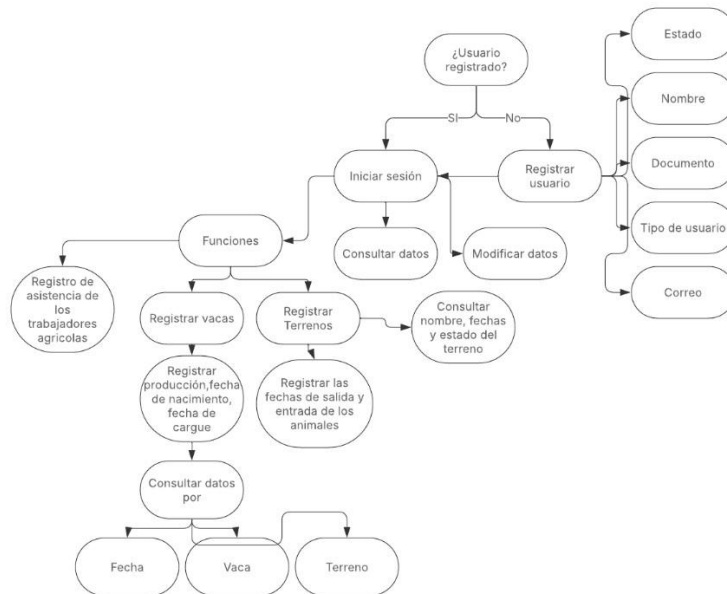 ¿Usuario
registrado?
SI
No
Estado
Nombre
Documento
Tipo de usuario
Correo
Iniciar sesión
Registrar
usuario
Funciones
Consultar datos
Modificar datos
Registro de
asistencia de
los
trabajadores
agricolas
Registrar vacas
Registrar
Terrenos
Consultar
nombre, fechas
y estado del
terreno
Registrar
producción,fecha
de nacimiento,
fecha de
cargue
Registrar las
fechas de salida y
entrada de los
animales
Consultar datos
por
Fecha
Vaca
Terreno